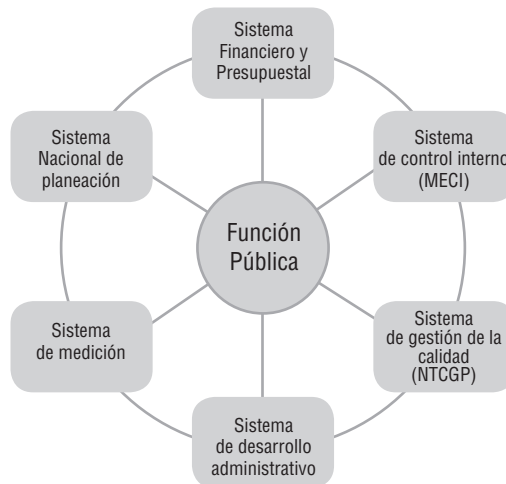 Sistema
Financiero y
Presupuestal
Sistema
Nacional de
planeación
Sistema
de control interno
(MECI)
Función
Pública
Sistema
de medición
Sistema
de gestión de la
calidad
(NTCGP)
Sistema
de desarrollo
administrativo